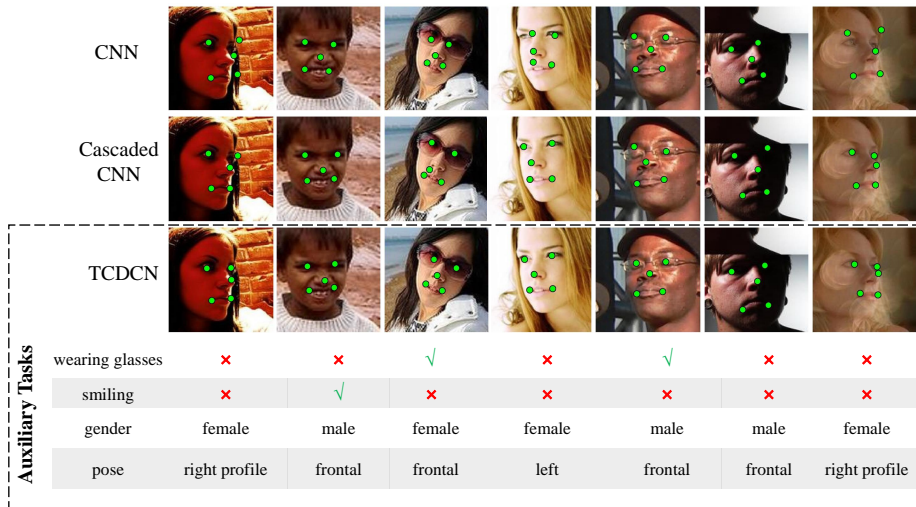 CNN
Cascaded
CNN
TCDCN
Auxiliary Tasks
wearing glasses × × √ × √ × ×
smiling × √ × × × × ×
gender female male female female male male female
pose right profile frontal frontal left frontal frontal right profile